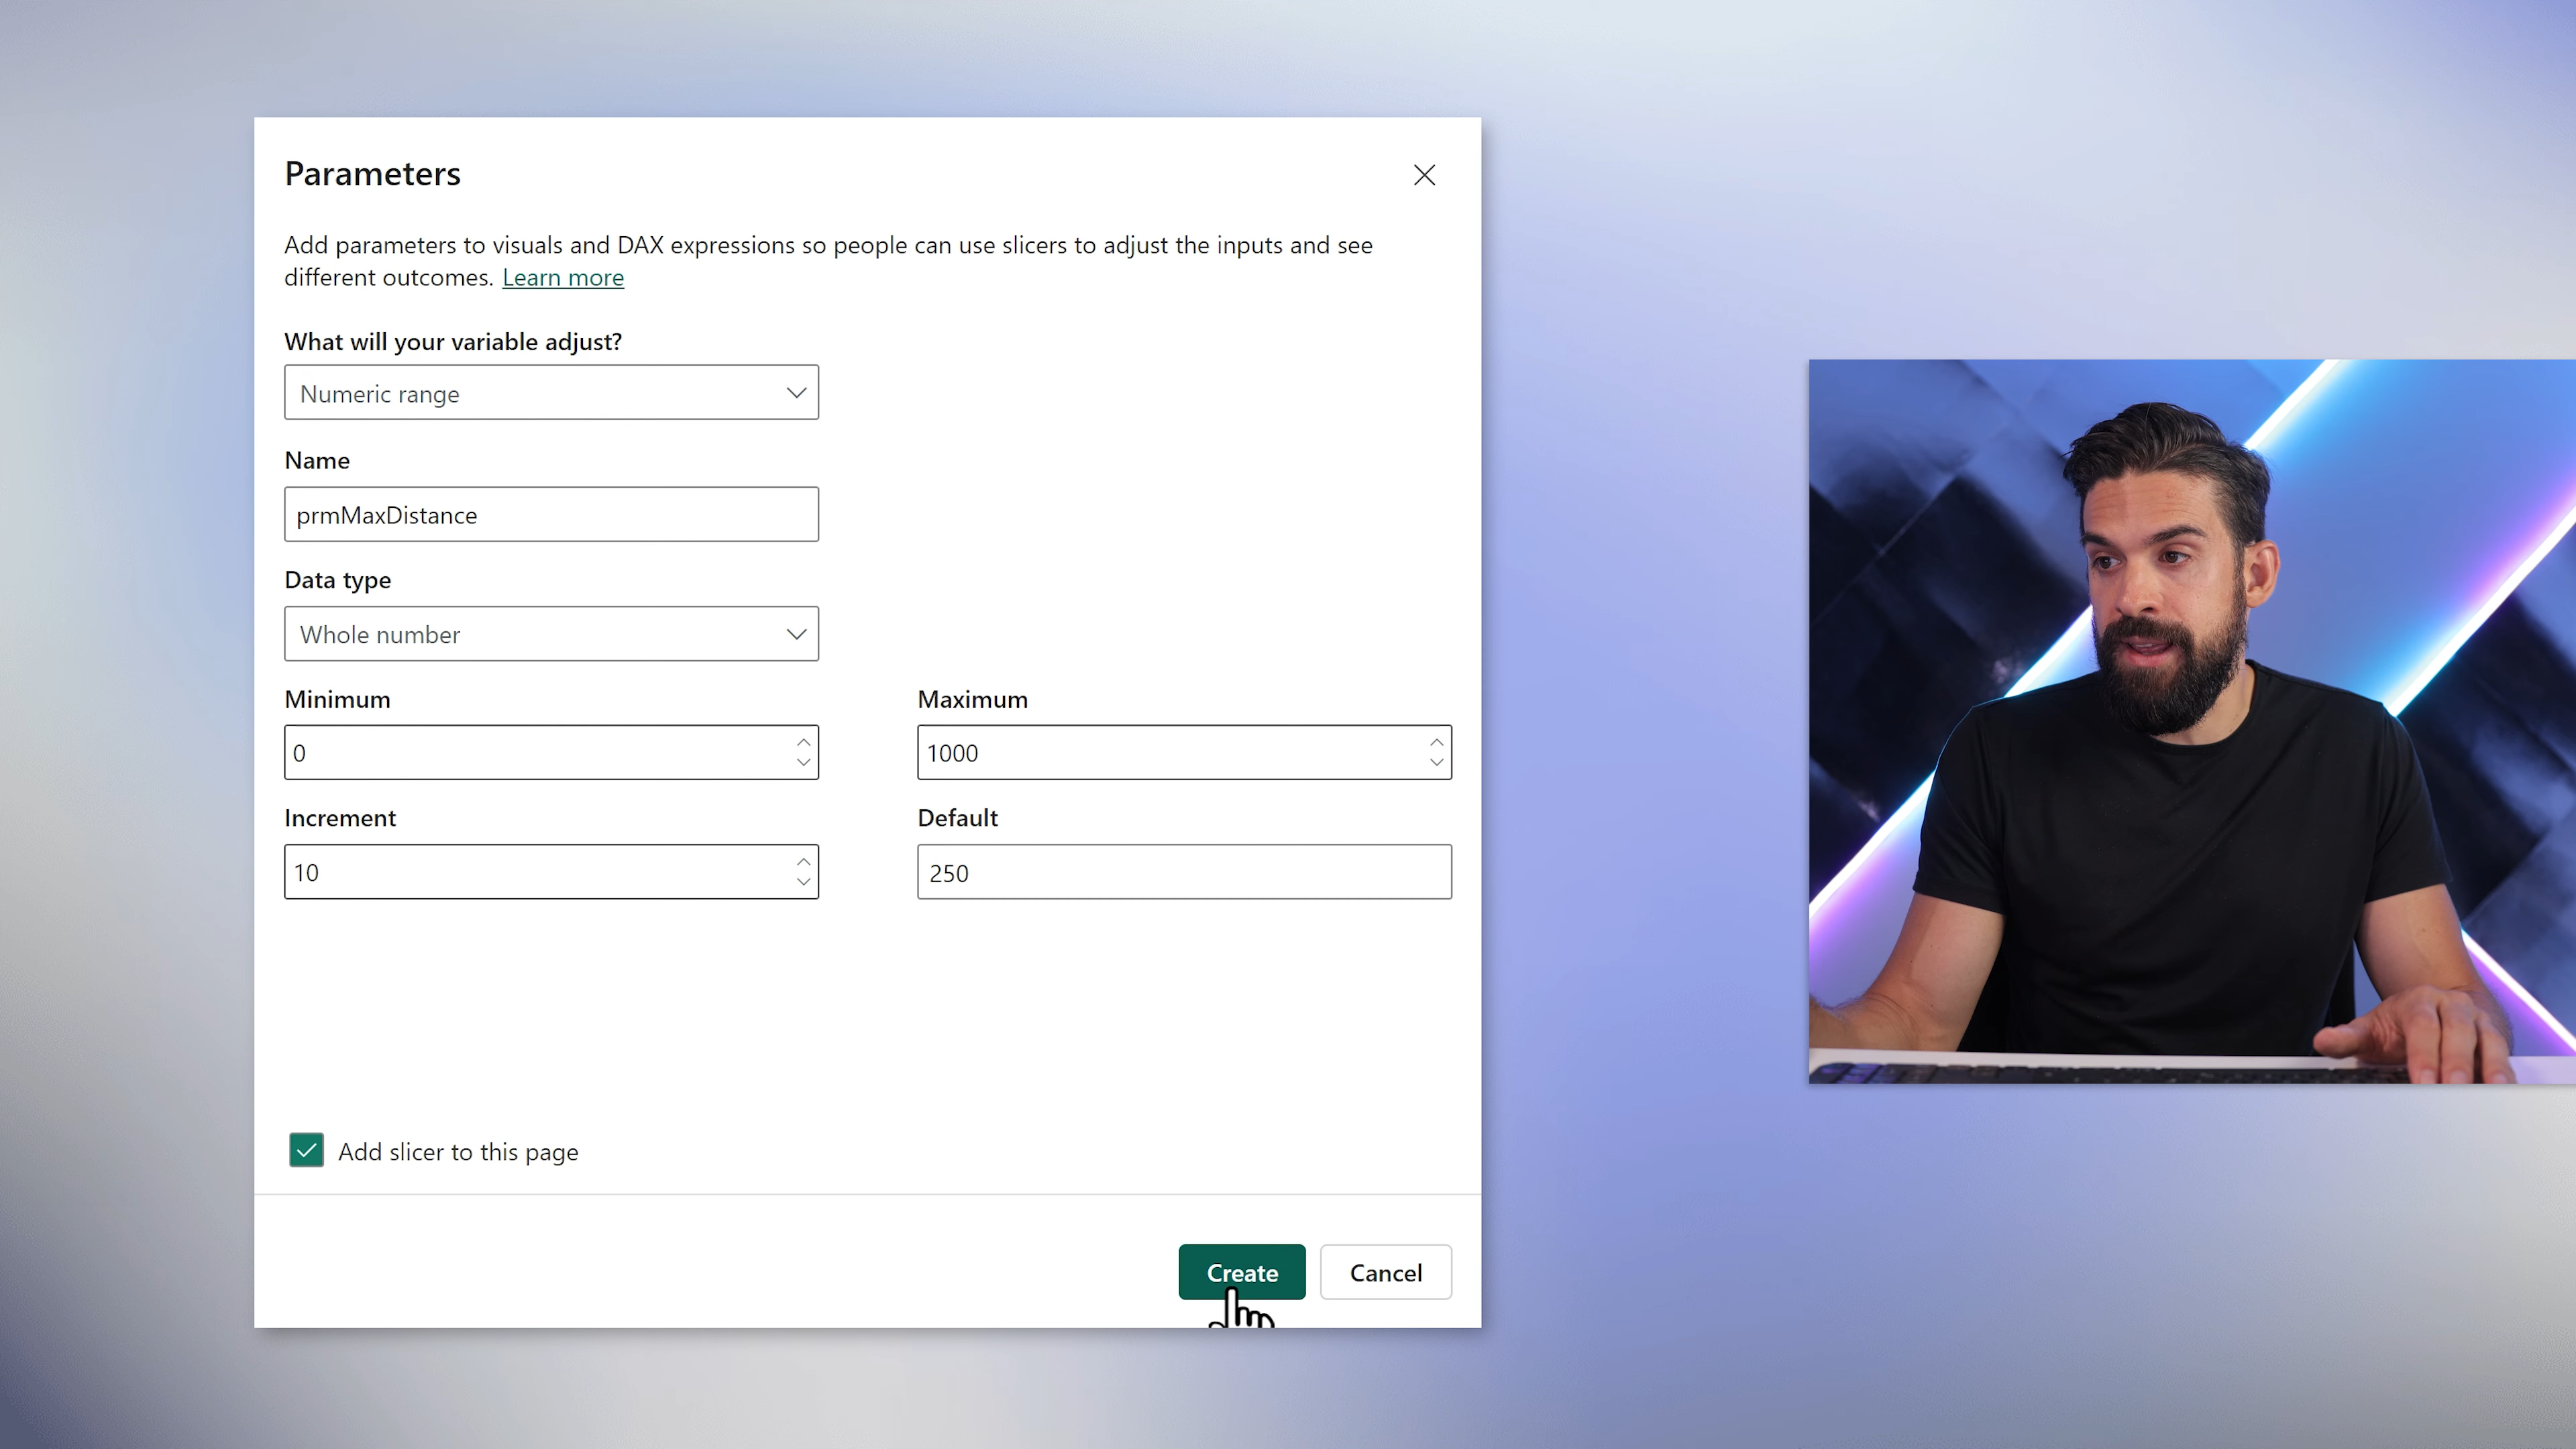 Parameters
Add parameters to visuals and DAX expressions so people can use slicers to adjust the inputs and see
different outcomes. Learn more
What will your variable adjust?
Numeric range
Name
prmMaxDistance
Data type
Whole number
Minimum
Maximum
0
1000
Increment
Default
10
250
Add slicer to this page
Create
Cancel